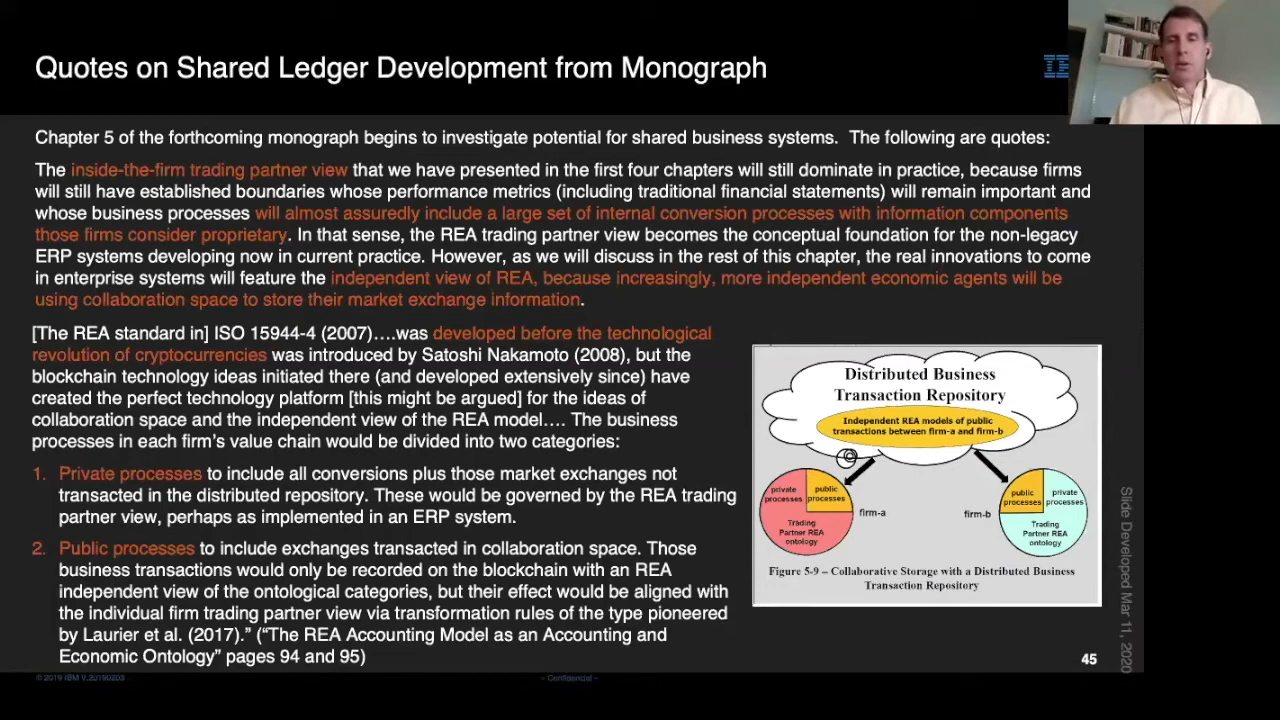 Quotes on Shared Ledger Development from Monograph
Chapter 5 of the forthcoming monograph begins to investigate potential for shared business systems.  The following are quotes:
The inside-the-firm trading partner view that we have presented in the first four chapters will still dominate in practice, because firms
will still have established boundaries whose performance metrics (including traditional financial statements) will remain important and
whose business processes will almost assuredly include a large set of internal conversion processes with information components
those firms consider proprietary. In that sense, the REA trading partner view becomes the conceptual foundation for the non-legacy
ERP systems developing now in current practice. However, as we will discuss in the rest of this chapter, the real innovations to come
in enterprise systems will feature the independent view of REA, because increasingly, more independent economic agents will be
using collaboration space to store their market exchange information.
[The REA standard in] ISO 15944-4 (2007)….was developed before the technological
revolution of cryptocurrencies was introduced by Satoshi Nakamoto (2008), but the
blockchain technology ideas initiated there (and developed extensively since) have
created the perfect technology platform [this might be argued] for the ideas of
collaboration space and the independent view of the REA model…. The business
processes in each firm's value chain would be divided into two categories:
1. Private processes to include all conversions plus those market exchanges not
transacted in the distributed repository. These would be governed by the REA trading
partner view, perhaps as implemented in an ERP system.
2. Public processes to include exchanges transacted in collaboration space. Those
business transactions would only be recorded on the blockchain with an REA
independent view of the ontological categories, but their effect would be aligned with
the individual firm trading partner view via transformation rules of the type pioneered
by Laurier et al. (2017)." ("The REA Accounting Model as an Accounting and
Economic Ontology" pages 94 and 95)
Distributed Business
Transaction Repository
Independent REA models of public
transactions between firm-a and firm-b
private
processes
public
processes
Trading
Partner REA
ontology
firm-a
firm-b
public
processes
private
processes
Trading
Partner REA
ontology
Figure 5-9 – Collaborative Storage with a Distributed Business
Transaction Repository
Slide Developed Mar 11, 2020
45
© 2019 IBM V.20190203
– Confidential –